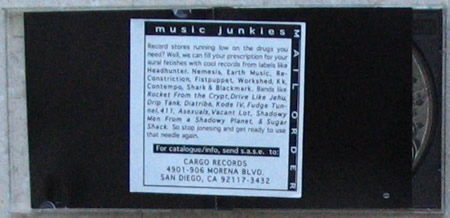 music junkies
MAIL ORDER
Record stores running low on the drugs you
need? Well, we can fill your prescription for your
aural fetishes with cool records from labels like
Headhunter, Nemesis, Earth Music, Re-
Constriction, Fistpuppet, Workshed, Kk,
Contempo, Shark & Blackmark. Bands like
Rocket From the Crypt, Drive Like Jehu,
Drip Tank, Diatribe, Kode IV, Fudge Tun-
nel, 411, Asexuals, Vacant Lot, Shadowy
Men From a Shadowy Planet, & Sugar
Shack. So stop jonesing and get ready to use
that needle again.
For catalogue/info, send s.a.s.e. to:
CARGO RECORDS
4901-906 MORENA BLVD.
SAN DIEGO, CA 92117-3432